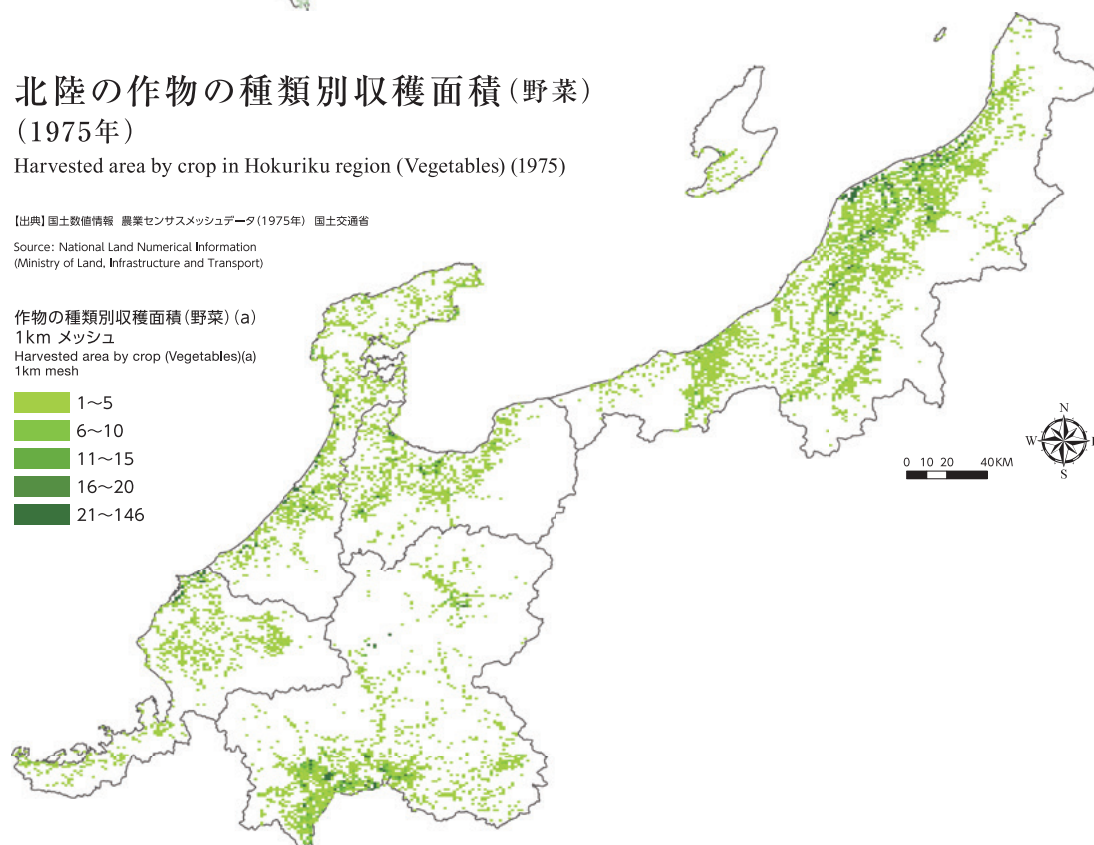 北陸の作物の種類別収穫面積(野菜)
(1975年)
Harvested area by crop in Hokuriku region (Vegetables) (1975)
【出典】国土数値情報 農業センサスメッシュデータ(1975年) 国土交通省
Source: National Land Numerical Information
(Ministry of Land, Infrastructure and Transport)
作物の種類別収穫面積(野菜)(a)
1km メッシュ
Harvested area by crop (Vegetables)(a)
1km mesh
1〜5
6〜10
11〜15
16〜20
21〜146
0 10 20 40KM
N
W E
S